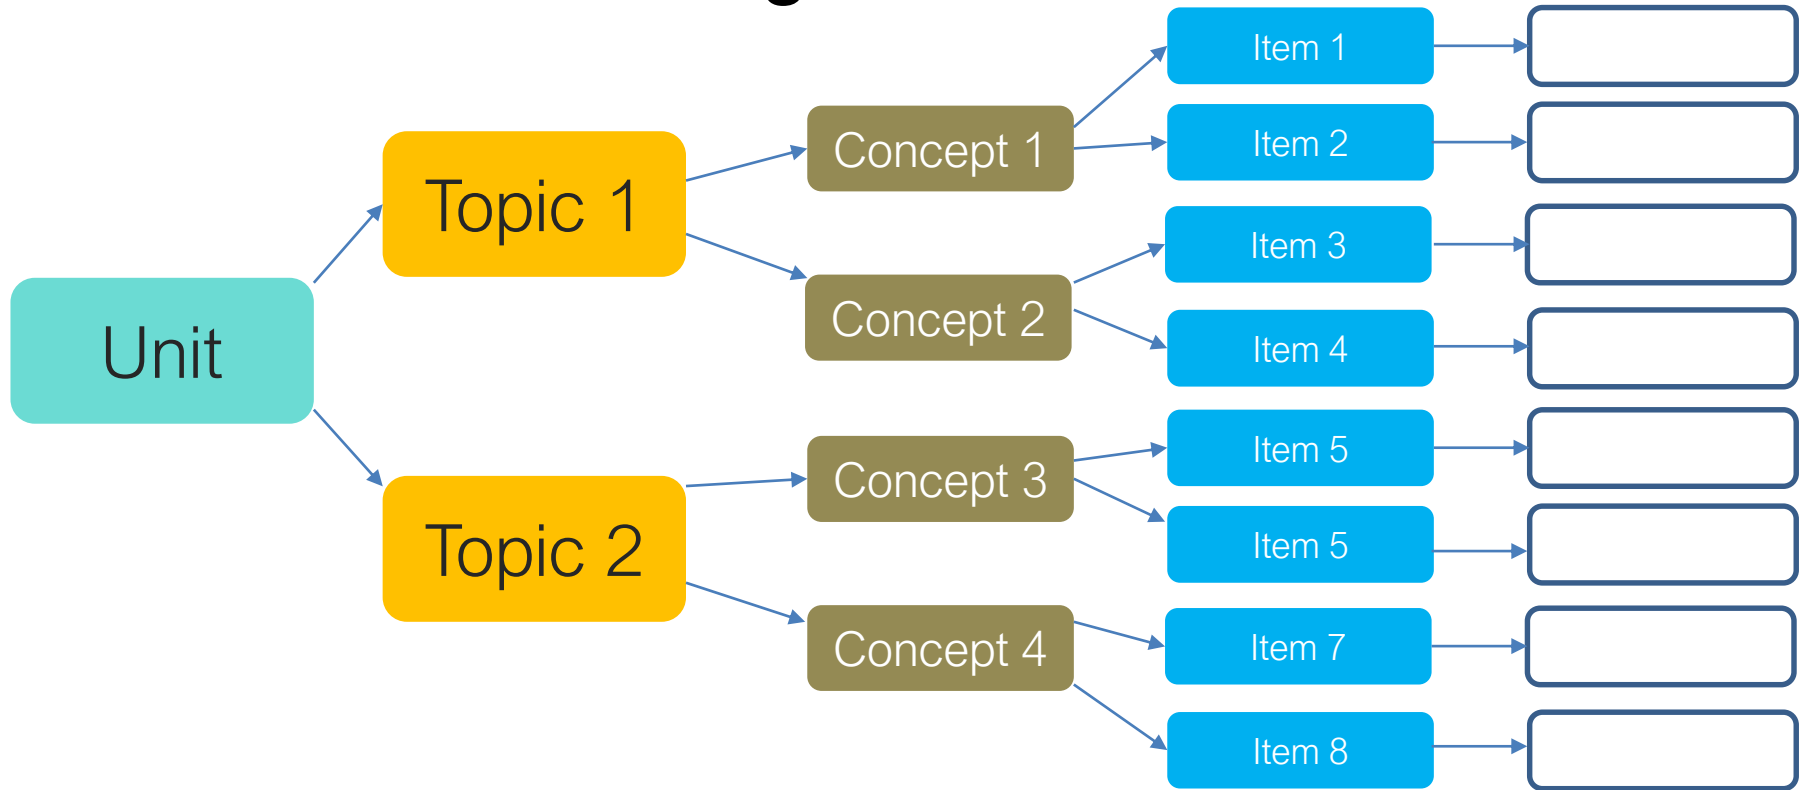 Unit
Topic 1
Topic 2
Concept 1
Concept 2
Concept 3
Concept 4
Item 1
Item 2
Item 3
Item 4
Item 5
Item 5
Item 7
Item 8